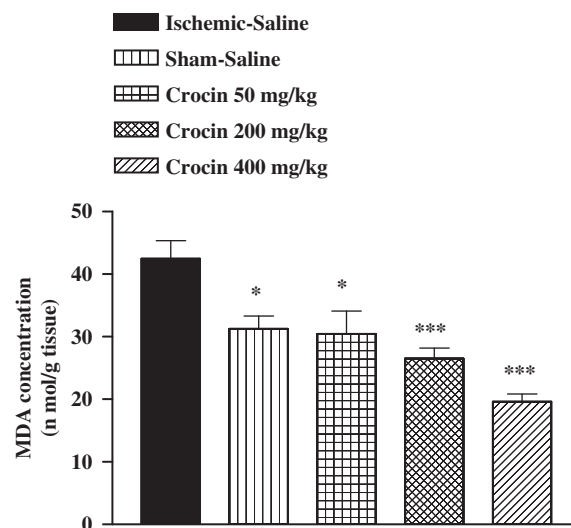 Ischemic-Saline
Sham-Saline
Crocin 50 mg/kg
Crocin 200 mg/kg
Crocin 400 mg/kg
MDA concentration
(n mol/g tissue)
50
40
30
20
10
0
*
*
***
***